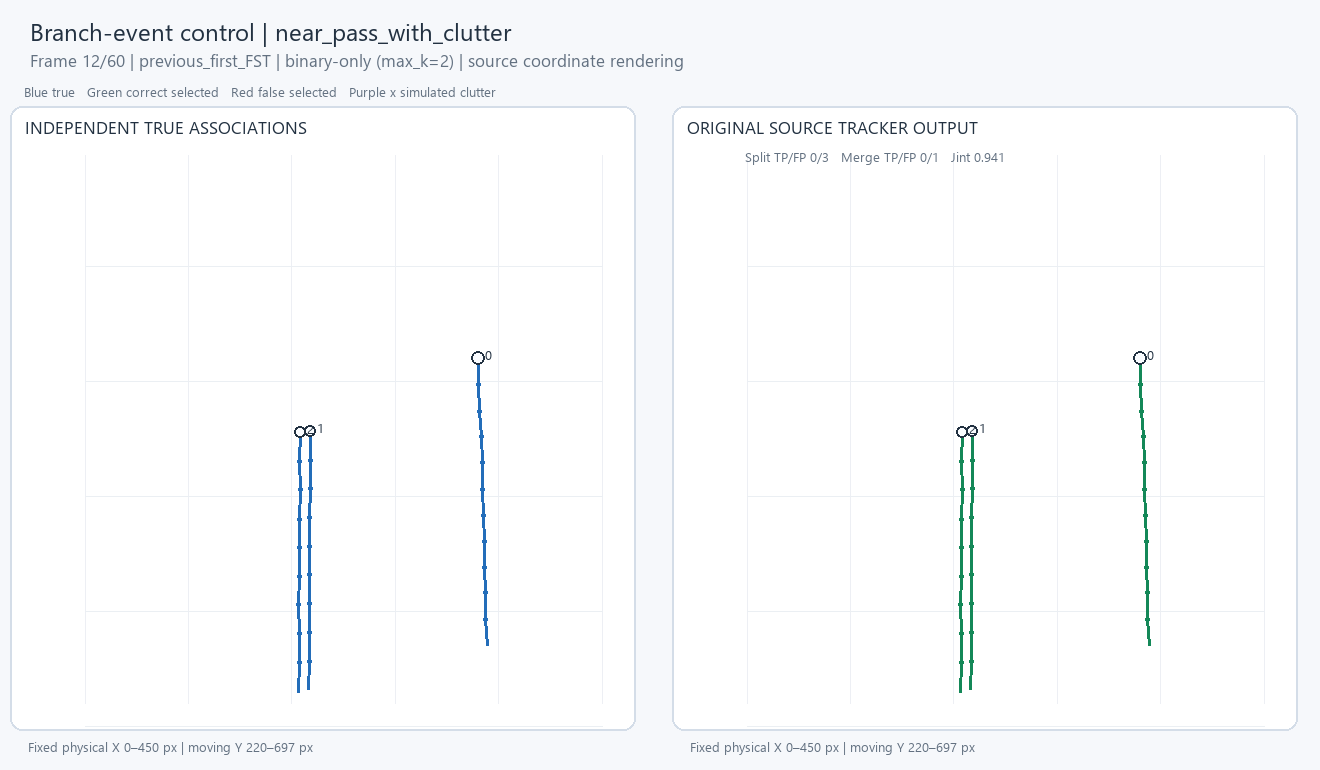 Branch-event control | near_pass_with_clutter
Frame 12/60 | previous_first_FST | binary-only (max_k=2) | source coordinate rendering
Blue true Green correct selected Red false selected Purple x simulated clutter
INDEPENDENT TRUE ASSOCIATIONS
0
2 1
Fixed physical X 0–450 px | moving Y 220–697 px
ORIGINAL SOURCE TRACKER OUTPUT
Split TP/FP 0/3 Merge TP/FP 0/1 Jint 0.941
0
2 1
Fixed physical X 0–450 px | moving Y 220–697 px